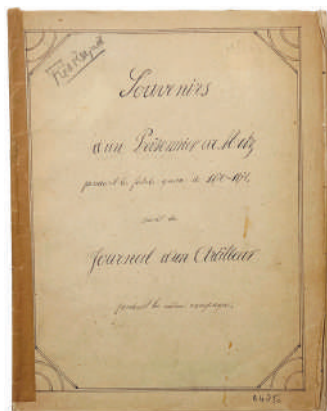 Souvenirs
d'un Prisonnier de Metz
pendant la guerre de 1870-1871
suivi du
Journal d'un Artilleur
pendant la même campagne.